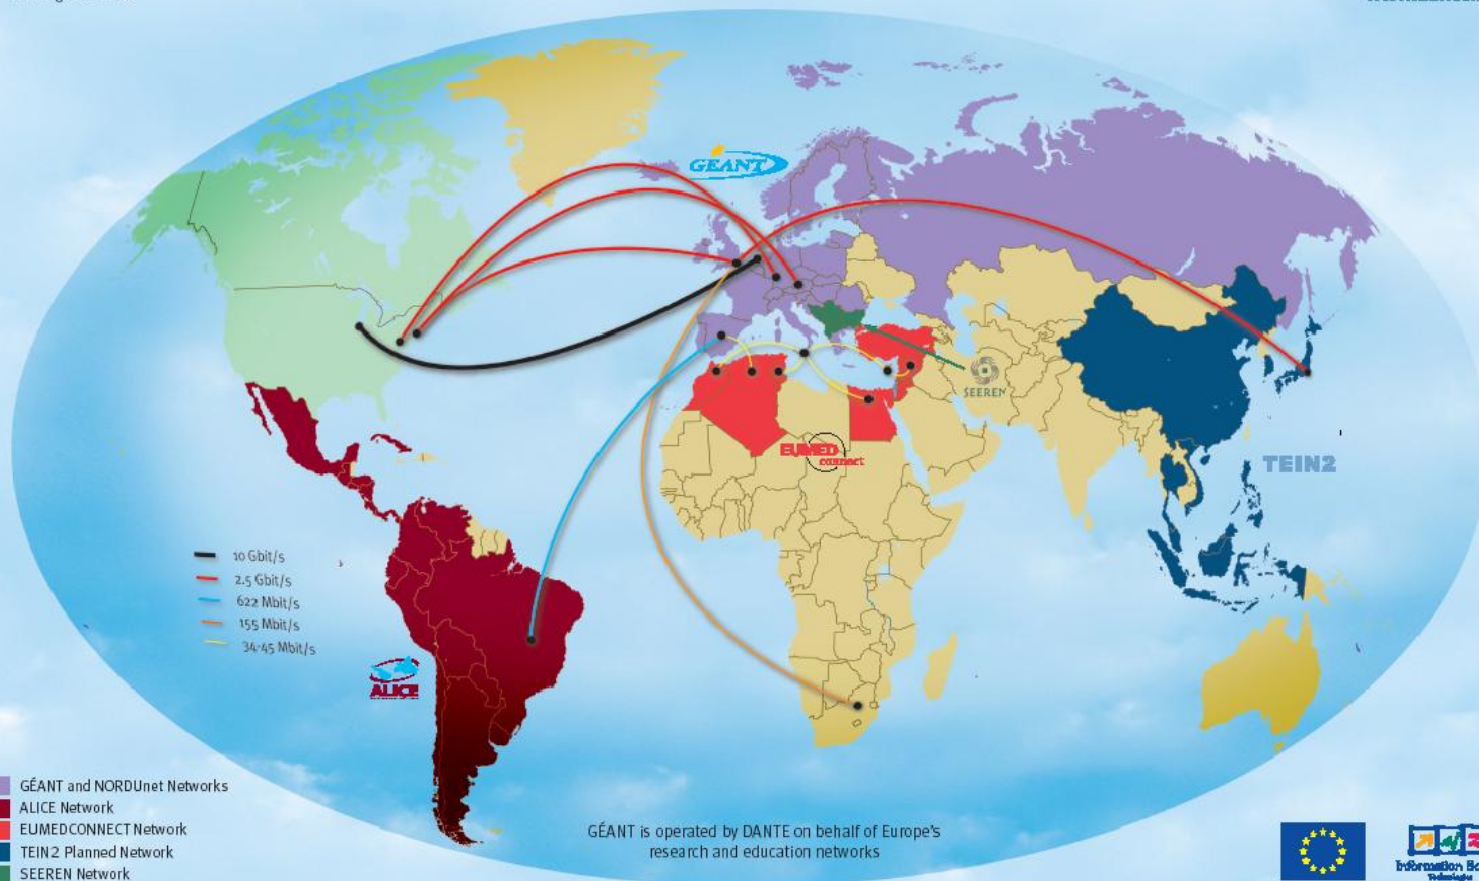 GÉANT
SEEREN
EUMED
connect
TEIN2
10 Gbit/s
2.5 Gbit/s
622 Mbit/s
155 Mbit/s
34-45 Mbit/s
ALICE
GÉANT and NORDUnet Networks
ALICE Network
EUMEDCONNECT Network
TEIN2 Planned Network
SEEREN Network
GÉANT is operated by DANTE on behalf of Europe's
research and education networks
Information